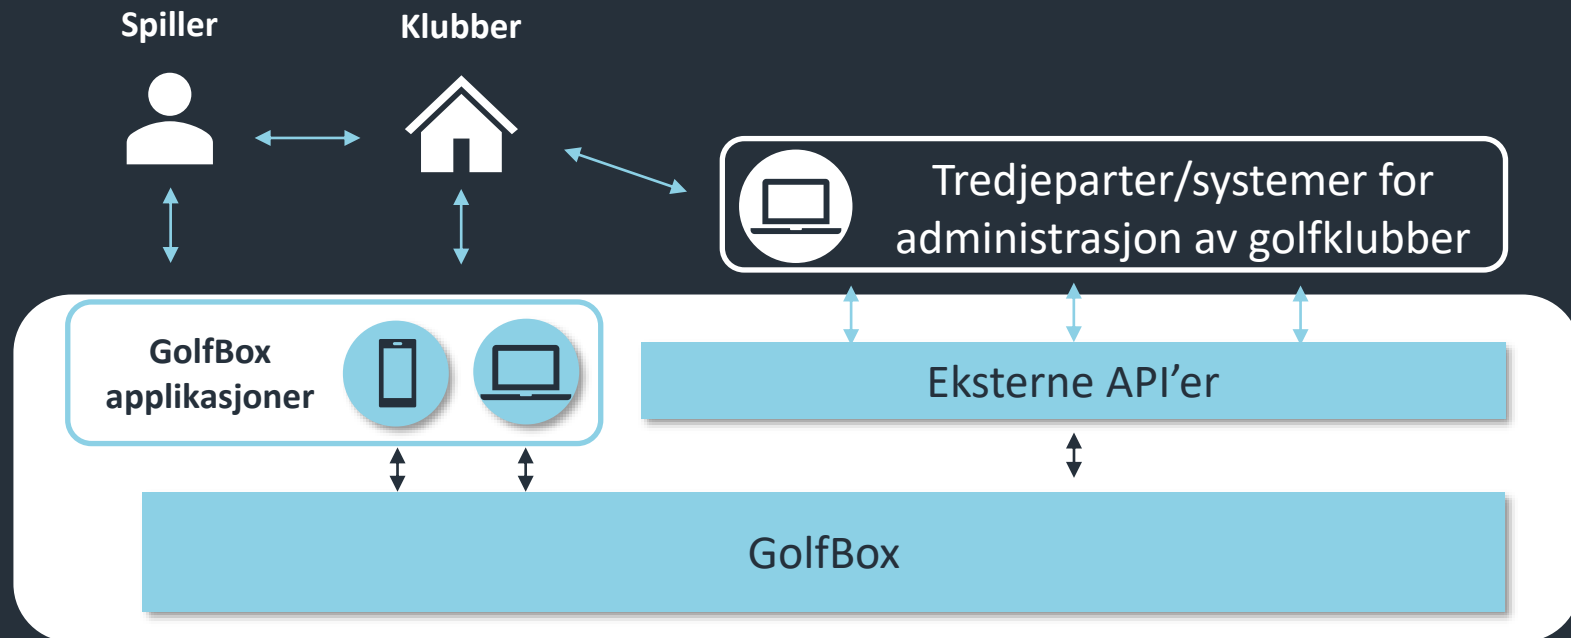 Spiller
Klubber
Tredjeparter/systemer for
administrasjon av golfklubber
GolfBox
applikasjoner
Eksterne API’er
GolfBox